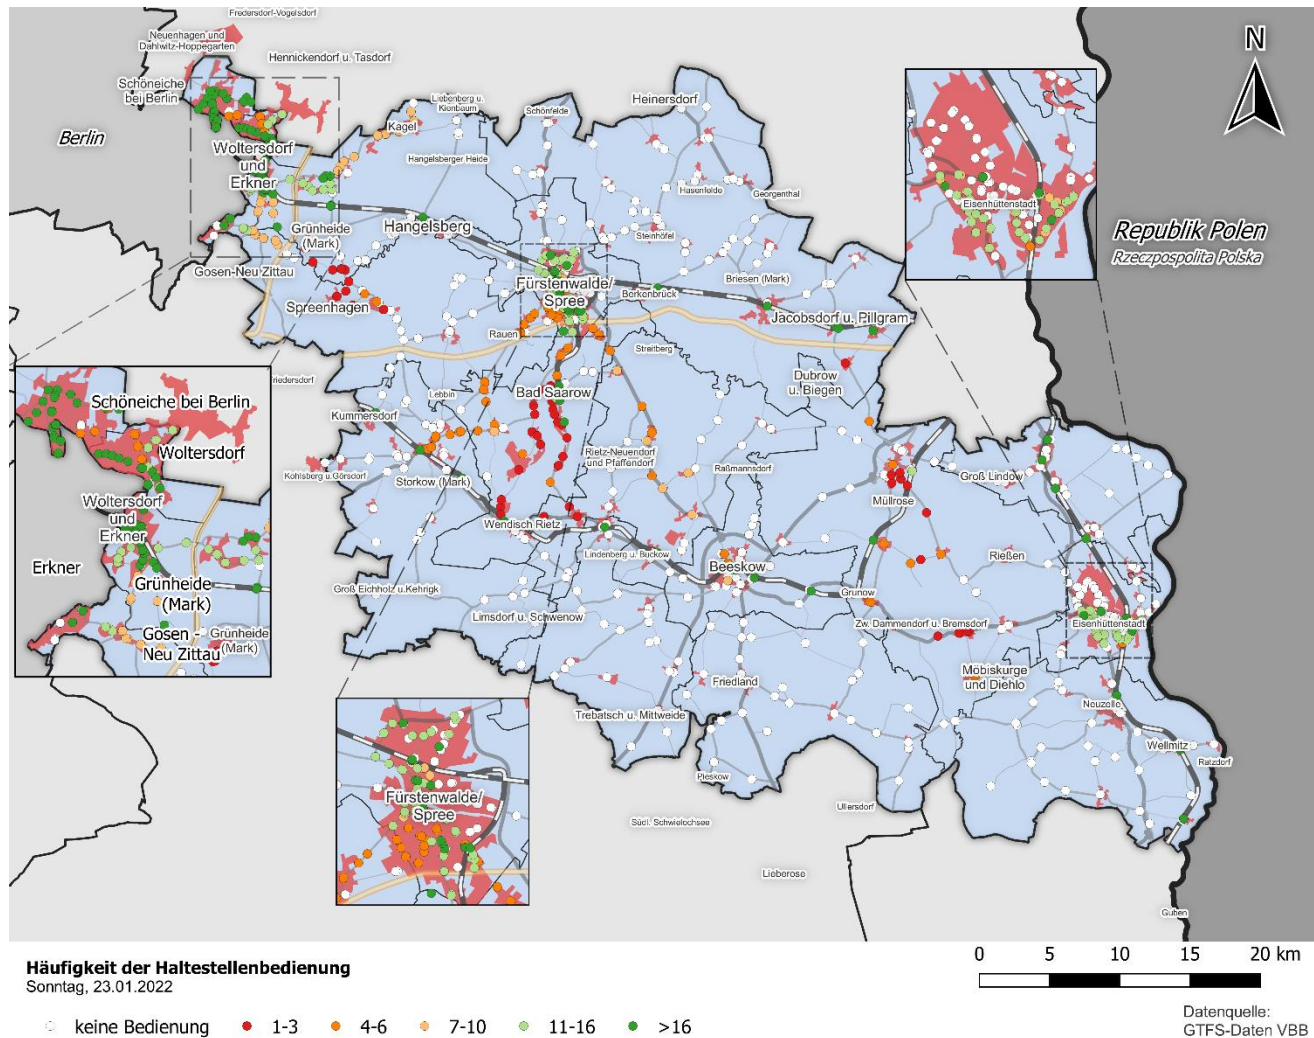 Fredersdorf-Vogelsdorf
Neuenhagen und
Dahlwitz-Hoppegarten
Hennickendorf u. Tasdorf
Schöneiche
bei Berlin
Berlin
Woltersdorf
und
Erkner
Kagel
Liebenberg u.
Kienbaum
Schönfelde
Heinersdorf
Hangelsberger Heide
Hasenfelde
Georgenthal
Grünheide
(Mark)
Hangelsberg
Steinhöfel
Gosen-Neu Zittau
Spreenhagen
Fürstenwalde/
Spree
Berkenbrück
Briesen (Mark)
Jacobsdorf u. Pillgram
Rauen
Streitberg
Dubrow
u. Biegen
Bad Saarow
Lebbin
Kummersdorf
Rietz-Neuendorf
und Pfaffendorf
Raßmannsdorf
Kohlsberg u. Görsdorf
Storkow (Mark)
Müllrose
Groß Lindow
Wendisch Rietz
Lindenberg u. Buckow
Beeskow
Rießen
Groß Eichholz u. Kehrigk
Limsdorf u. Schwenow
Grunow
Zw. Dammendorf u. Bremsdorf
Eisenhüttenstadt
Möbiskurge
und Diehlo
Friedland
Trebatsch u. Mittweide
Neuzelle
Wellmitz
Ratzdorf
Pieskow
Ullersdorf
Südl. Schwielochsee
Lieberose
Guben
N
Republik Polen
Rzeczpospolita Polska
Eisenhüttenstadt
Schöneiche bei Berlin
Woltersdorf
Woltersdorf
und
Erkner
Erkner
Grünheide
(Mark)
Gosen
Neu Zittau
Grünheide
(Mark)
Fürstenwalde/
Spree
Häufigkeit der Haltestellenbedienung
Sonntag, 23.01.2022
keine Bedienung 1-3 4-6 7-10 11-16 >16
0 5 10 15 20 km
Datenquelle:
GTFS-Daten VBB